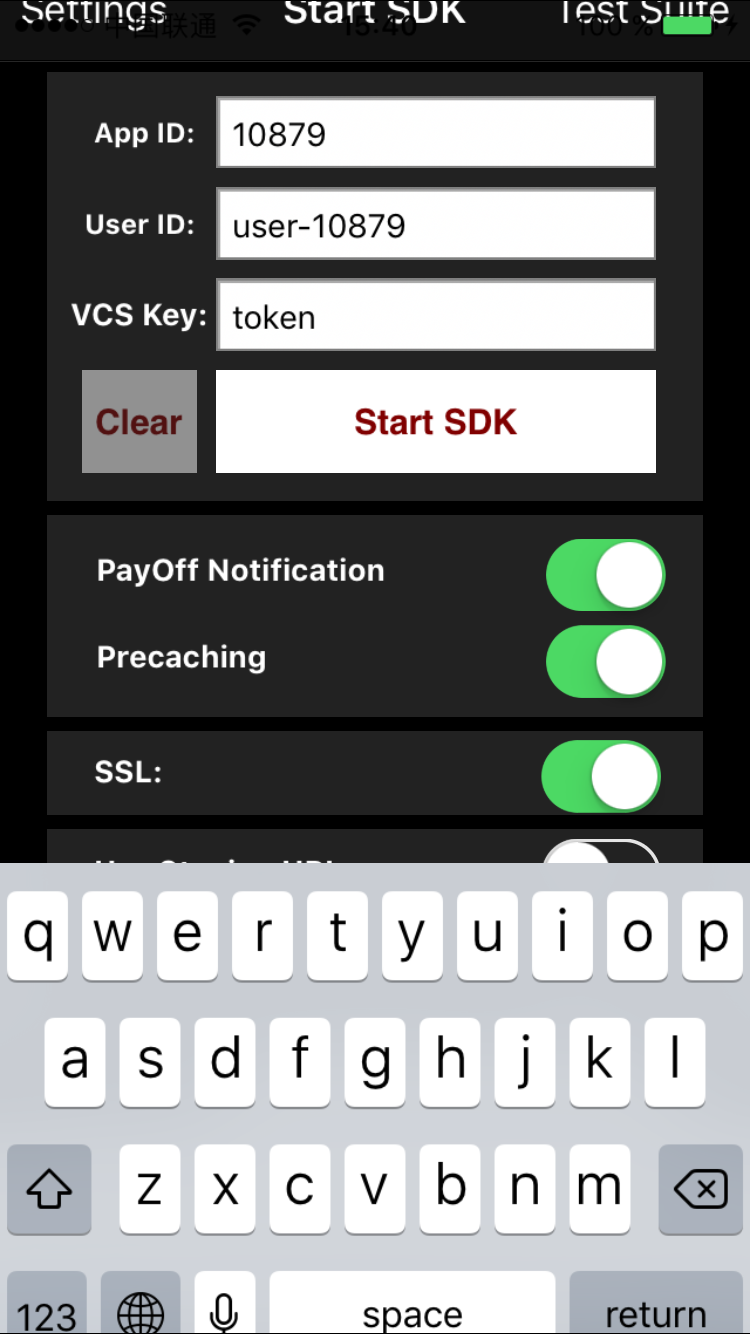 Settings Start SDK Test Suite
中国联通 15:40 100 %
App ID: 10879
User ID: user-10879
VCS Key: token
Clear Start SDK
PayOff Notification
Precaching
SSL:
q w e r t y u i o p
a s d f g h j k l
z x c v b n m
123 space return